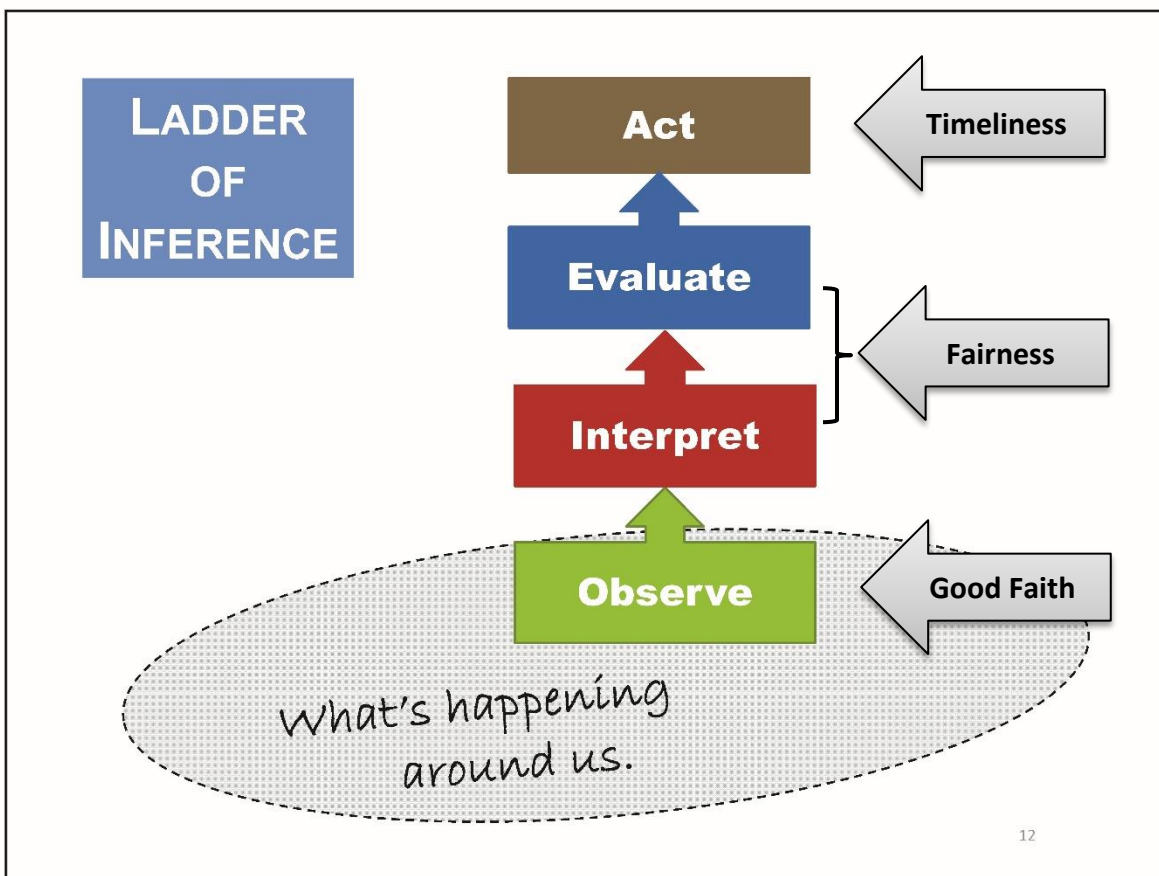 LADDER
OF
INFERENCE
Act
Timeliness
Evaluate
Fairness
Interpret
Observe
Good Faith
What's happening
around us.
12